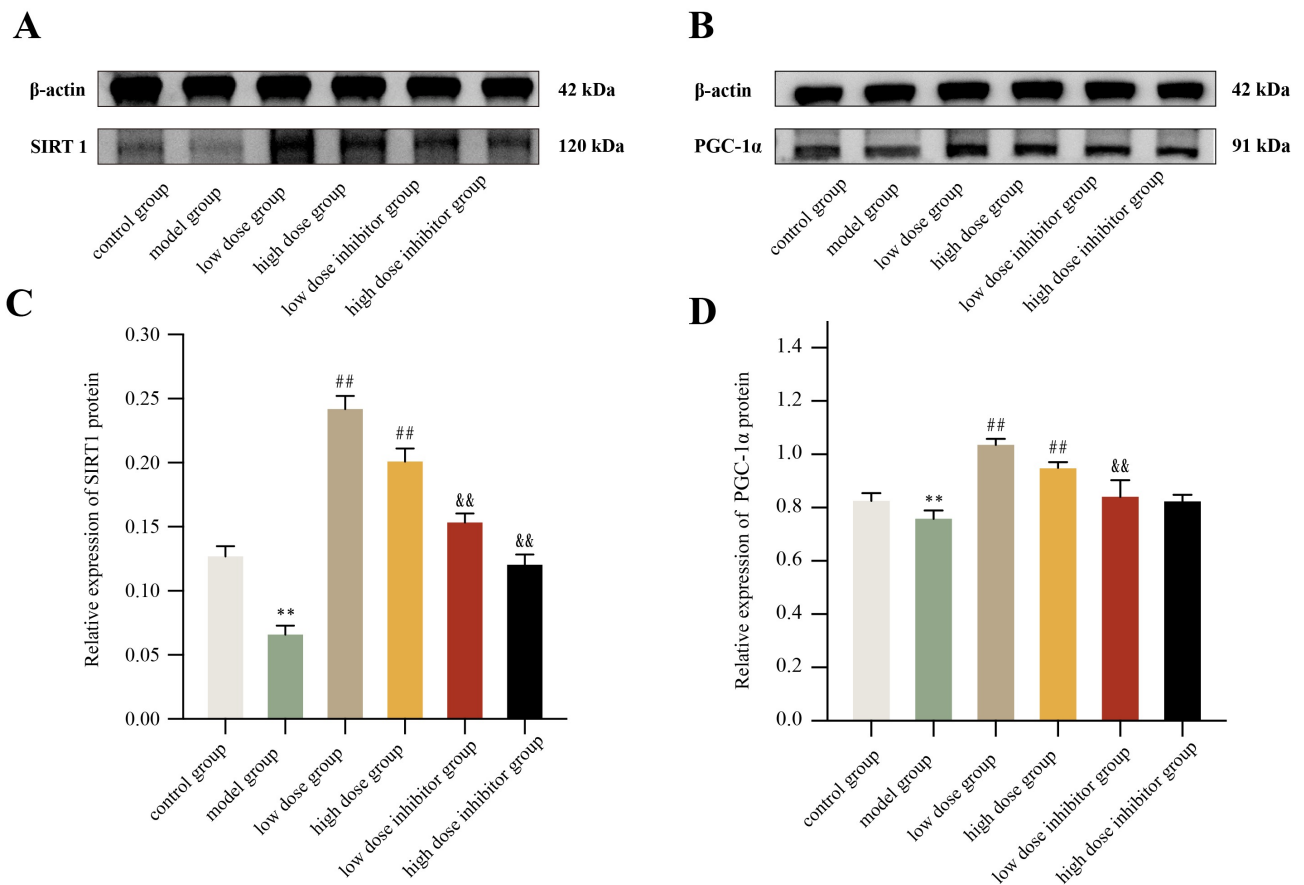 A
β-actin
42 kDa
SIRT 1
120 kDa
control group
model group
low dose group
high dose group
low dose inhibitor group
high dose inhibitor group
B
β-actin
42 kDa
PGC-1α
91 kDa
control group
model group
low dose group
high dose group
low dose inhibitor group
high dose inhibitor group
C
Relative expression of SIRT1 protein
0.30
0.25
0.20
0.15
0.10
0.05
0.00
**
##
##
&&
&&
control group
model group
low dose group
high dose group
low dose inhibitor group
high dose inhibitor group
D
Relative expression of PGC-1α protein
1.4
1.2
1.0
0.8
0.6
0.4
0.2
0.0
**
##
##
&&
control group
model group
low dose group
high dose group
low dose inhibitor group
high dose inhibitor group